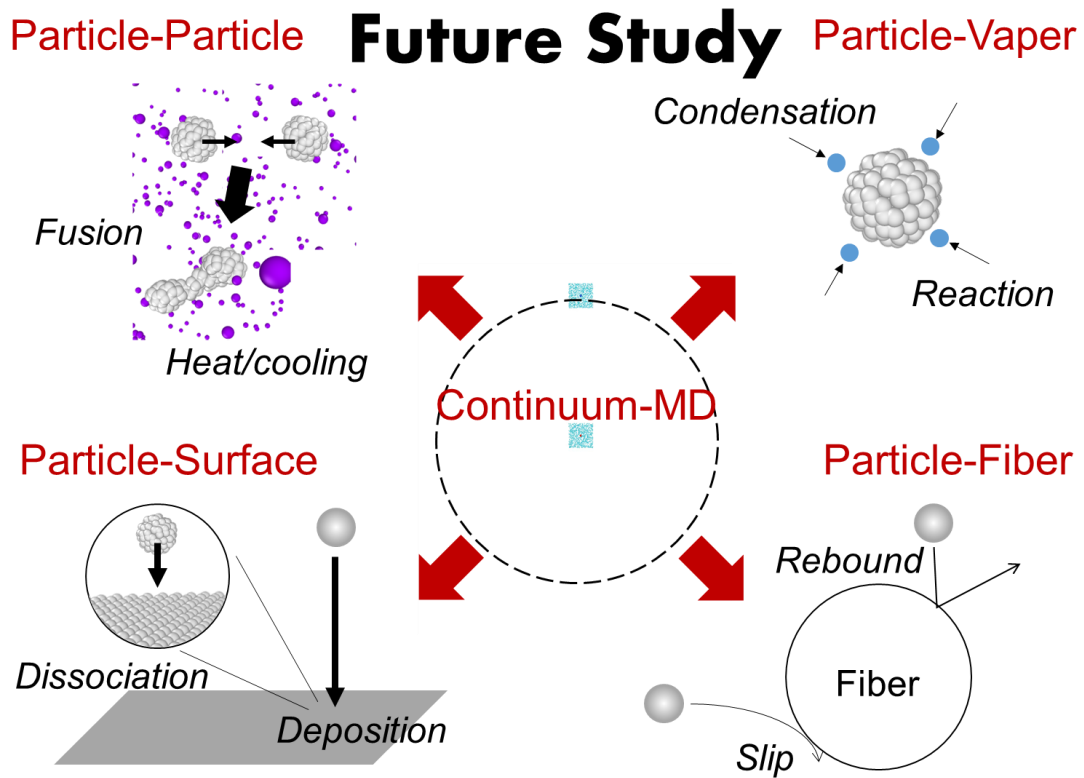 Future Study
Particle-Particle
Particle-Vaper
Condensation
Fusion
Reaction
Heat/cooling
Continuum-MD
Particle-Surface
Particle-Fiber
Rebound
Dissociation
Fiber
Deposition
Slip